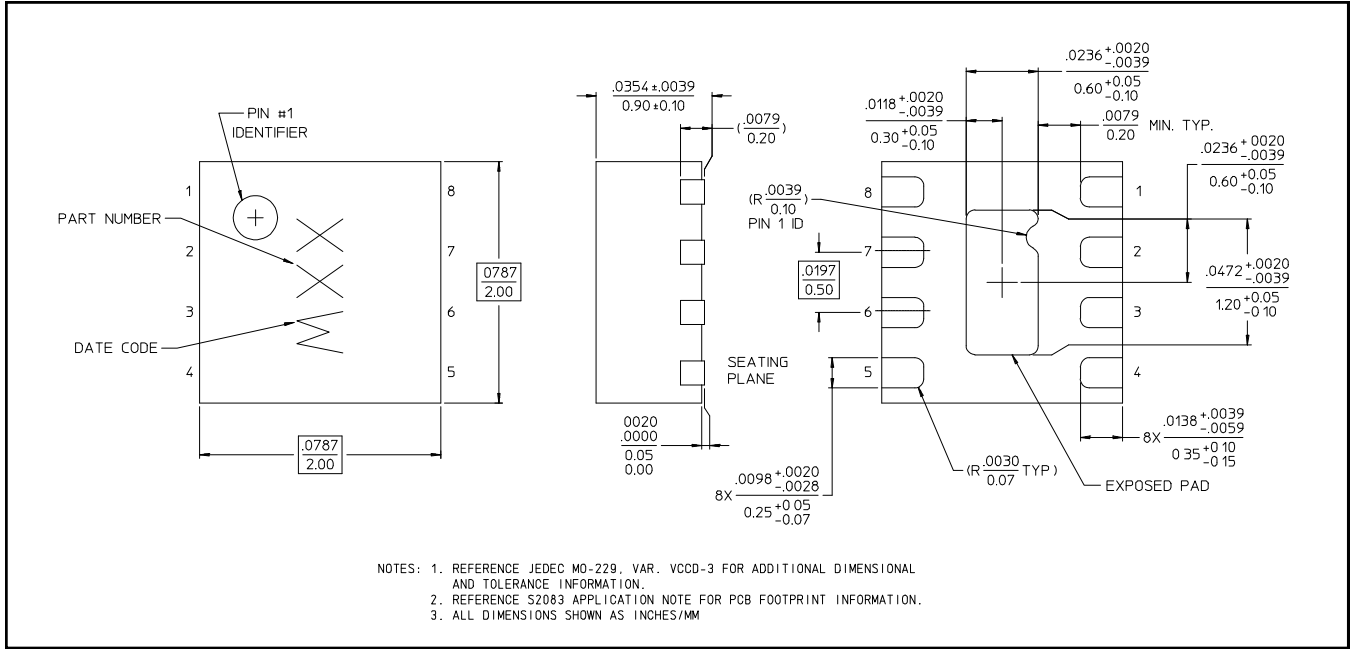 PIN #1
IDENTIFIER
PART NUMBER
DATE CODE
1
2
3
4
8
7
6
5
XXW
.0787
2.00
.0787
2.00
.0354 ±.0039
0.90 ±0.10
(.0079
0.20)
SEATING
PLANE
0020
.0000
0.05
0.00
.0236 +.0020
-.0039
0.60 +0.05
-0.10
.0118 +.0020
-.0039
0.30 +0.05
-0.10
.0079 MIN. TYP.
0.20
.0236 +0020
-.0039
0.60 +0.05
-0.10
(R .0039
0.10)
PIN 1 ID
8
7
6
5
1
2
3
4
.0197
0.50
.0472 +.0020
-.0039
1.20 +0.05
-0 10
8X .0138 +.0039
-.0059
0 35 +0 10
-0 15
8X .0098 +.0020
-.0028
0.25 +0 05
-0.07
(R .0030 TYP)
0.07
EXPOSED PAD
NOTES: 1. REFERENCE JEDEC MO-229, VAR. VCCD-3 FOR ADDITIONAL DIMENSIONAL
AND TOLERANCE INFORMATION.
2. REFERENCE S2083 APPLICATION NOTE FOR PCB FOOTPRINT INFORMATION.
3. ALL DIMENSIONS SHOWN AS INCHES/MM